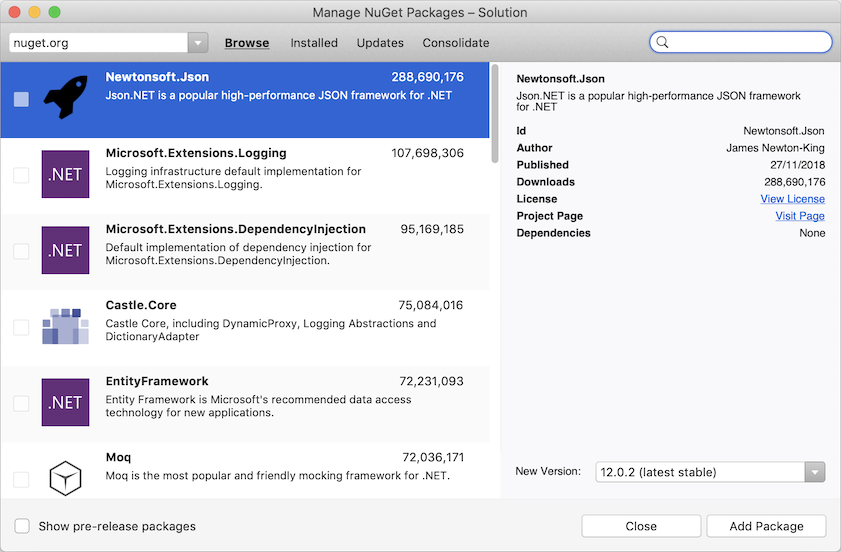 Manage NuGet Packages – Solution
nuget.org
Browse
Installed
Updates
Consolidate
Newtonsoft.Json 288,690,176
Json.NET is a popular high-performance JSON framework for .NET
.NET
Microsoft.Extensions.Logging 107,698,306
Logging infrastructure default implementation for
Microsoft.Extensions.Logging.
.NET
Microsoft.Extensions.DependencyInjection 95,169,185
Default implementation of dependency injection for
Microsoft.Extensions.DependencyInjection.
Castle.Core 75,084,016
Castle Core, including DynamicProxy, Logging Abstractions and
DictionaryAdapter
.NET
EntityFramework 72,231,093
Entity Framework is Microsoft's recommended data access
technology for new applications.
Moq 72,036,171
Moq is the most popular and friendly mocking framework for .NET.
Newtonsoft.Json
Json.NET is a popular high-performance JSON framework
for .NET
Id Newtonsoft.Json
Author James Newton-King
Published 27/11/2018
Downloads 288,690,176
License View License
Project Page Visit Page
Dependencies None
New Version: 12.0.2 (latest stable)
Show pre-release packages
Close
Add Package